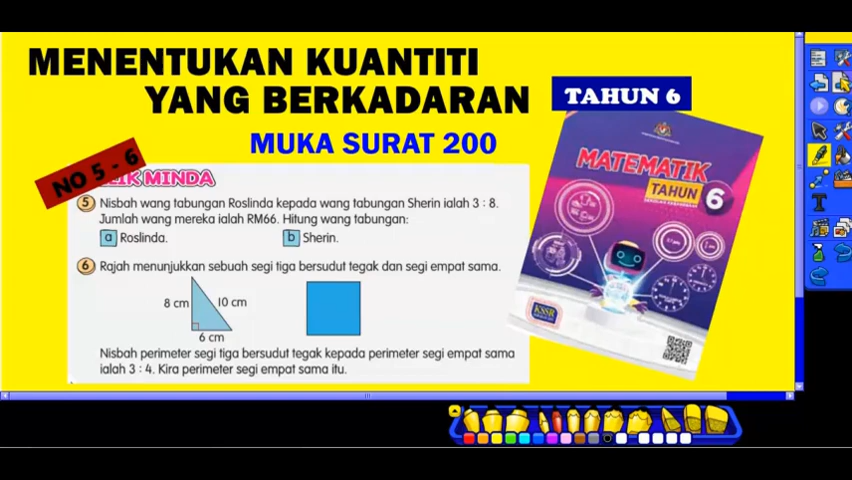 MENENTUKAN KUANTITI
YANG BERKADARAN
TAHUN 6
MUKA SURAT 200
NO 5 - 6
MINDA
5 Nisbah wang tabungan Roslinda kepada wang tabungan Sherin ialah 3 : 8.
Jumlah wang mereka ialah RM66. Hitung wang tabungan:
a Roslinda.
b Sherin.
6 Rajah menunjukkan sebuah segi tiga bersudut tegak dan segi empat sama.
8 cm
10 cm
6 cm
Nisbah perimeter segi tiga bersudut tegak kepada perimeter segi empat sama
ialah 3 : 4. Kira perimeter segi empat sama itu.
MATEMATIK
TAHUN 6
KSSR
T